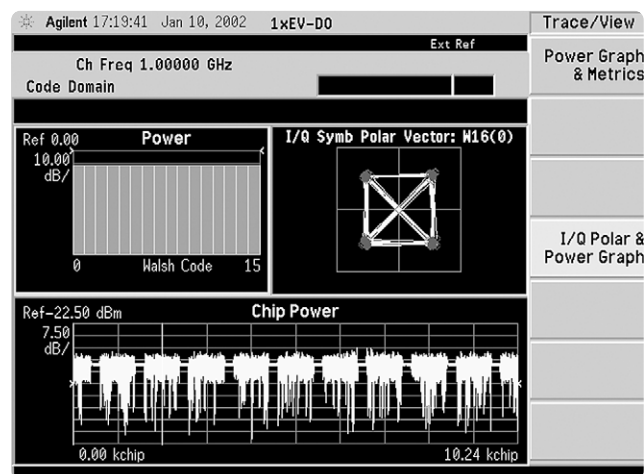 Agilent 17:19:41 Jan 10, 2002 1xEV-DO Trace/View
Ext Ref
Ch Freq 1.00000 GHz
Code Domain
Power Graph
& Metrics
Ref 0.00 Power
10.00
dB/
0 Walsh Code 15
I/Q Symb Polar Vector: W16(0)
I/Q Polar &
Power Graph
Ref-22.50 dBm Chip Power
7.50
dB/
0.00 kchip 10.24 kchip